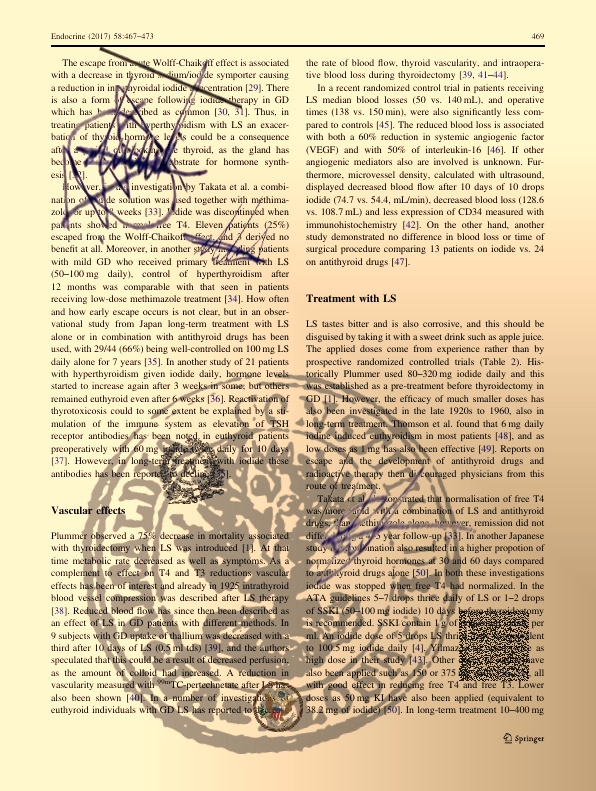 Endocrine (2017) 58:467–473
469
The escape from acute Wolff-Chaikoff effect is associated
with a decrease in thyroid sodium/iodide symporter causing
a reduction in intrathyroidal iodide concentration [29]. There
is also a form of escape following iodide therapy in GD
which has been described as common [30, 31]. Thus, in
treating patients with hyperthyroidism with LS an exacer-
bation of thyroid hormone levels could be a consequence
after a the thyroid, as the gland has
become substrate for hormone synth-
esis [32].
However, in an investigation by Takata et al. a combi-
nation of iodide solution was used together with methima-
zole for up to weeks [33]. Iodide was discontinued when
patients showed normal free T4. Eleven patients (25%)
escaped from the Wolff-Chaikoff effect, and 3 derived no
benefit at all. Moreover, in another study including patients
with mild GD who received primary treatment with LS
(50–100 mg daily), control of hyperthyroidism after
12 months was comparable with that seen in patients
receiving low-dose methimazole treatment [34]. How often
and how early escape occurs is not clear, but in an obser-
vational study from Japan long-term treatment with LS
alone or in combination with antithyroid drugs has been
used, with 29/44 (66%) being well-controlled on 100 mg LS
daily alone for 7 years [35]. In another study of 21 patients
with hyperthyroidism given iodide daily, hormone levels
started to increase again after 3 weeks in some, but others
remained euthyroid even after 6 weeks [36]. Reactivation of
thyrotoxicosis could to some extent be explained by a sti-
mulation of the immune system as elevation of TSH
receptor antibodies has been noted in euthyroid patients
preoperatively with 60 mg iodide given daily for 10 days
[37]. However, in long-term treatment with iodide these
antibodies has been reported to decline
Vascular effects
Plummer observed a 75% decrease in mortality associated
with thyroidectomy when LS was introduced [1]. At that
time metabolic rate decreased as well as symptoms. As a
complement to effect on T4 and T3 reductions vascular
effects has been of interest and already in 1925 intrathyroid
blood vessel compression was described after LS therapy
[38]. Reduced blood flow has since then been described as
an effect of LS in GD patients with different methods. In
9 subjects with GD uptake of thallium was decreased with a
third after 10 days of LS (0.5 ml tds) [39], and the authors
speculated that this could be a result of decreased perfusion,
as the amount of colloid had increased. A reduction in
vascularity measured with 99mTC-pertechnetate after LS has
also been shown [40]. In a number of investigations in
euthyroid individuals with GD LS has reported to
the rate of blood flow, thyroid vascularity, and intraopera-
tive blood loss during thyroidectomy [39, 41–44].
In a recent randomized control trial in patients receiving
LS median blood losses (50 vs. 140 mL), and operative
times (138 vs. 150 min), were also significantly less com-
pared to controls [45]. The reduced blood loss is associated
with both a 60% reduction in systemic angiogenic factor
(VEGF) and with 50% of interleukin-16 [46]. If other
angiogenic mediators also are involved is unknown. Fur-
thermore, microvessel density, calculated with ultrasound,
displayed decreased blood flow after 10 days of 10 drops
iodide (74.7 vs. 54.4, mL/min), decreased blood loss (128.6
vs. 108.7 mL) and less expression of CD34 measured with
immunohistochemistry [42]. On the other hand, another
study demonstrated no difference in blood loss or time of
surgical procedure comparing 13 patients on iodide vs. 24
on antithyroid drugs [47].
Treatment with LS
LS tastes bitter and is also corrosive, and this should be
disguised by taking it with a sweet drink such as apple juice.
The applied doses come from experience rather than by
prospective randomized controlled trials (Table 2). His-
torically Plummer used 80–320 mg iodide daily and this
was established as a pre-treatment before thyroidectomy in
GD [1]. However, the efficacy of much smaller doses has
also been investigated in the late 1920s to 1960, also in
long-term treatment. Thomson et al. found that 6 mg daily
iodine induced euthyroidism in most patients [48], and as
low doses as 1 mg has also been effective [49]. Reports on
escape and the development of antithyroid drugs and
radioactive therapy then discouraged physicians from this
route of treatment.
Takata et al. demonstrated that normalisation of free T4
was more rapid with a combination of LS and antithyroid
drugs, than methimazole alone, however, remission did not
differ 5 year follow-up [33]. In another Japanese
study combination also resulted in a higher propotion of
normalized thyroid hormones at 30 and 60 days compared
to antithyroid drugs alone [50]. In both these investigations
iodide was stopped when free T4 had normalized. In the
ATA guidelines 5–7 drops thrice daily of LS or 1–2 drops
of SSKI (50–100 mg iodide) 10 days before thyroidectomy
is recommended. SSKI contain 1 g of per
ml. An iodide dose of 5 drops LS
to 100.5 mg iodide daily [4]. Yilmaz as
high dose in their study [43]. Other have
also been applied such as 150 or 375 all
with good effect in reducing free T4 and free T3. Lower
doses as 50 mg KI have also been applied (equivalent to
38.2 mg of iodide) [50]. In long-term treatment 10–400 mg
Springer